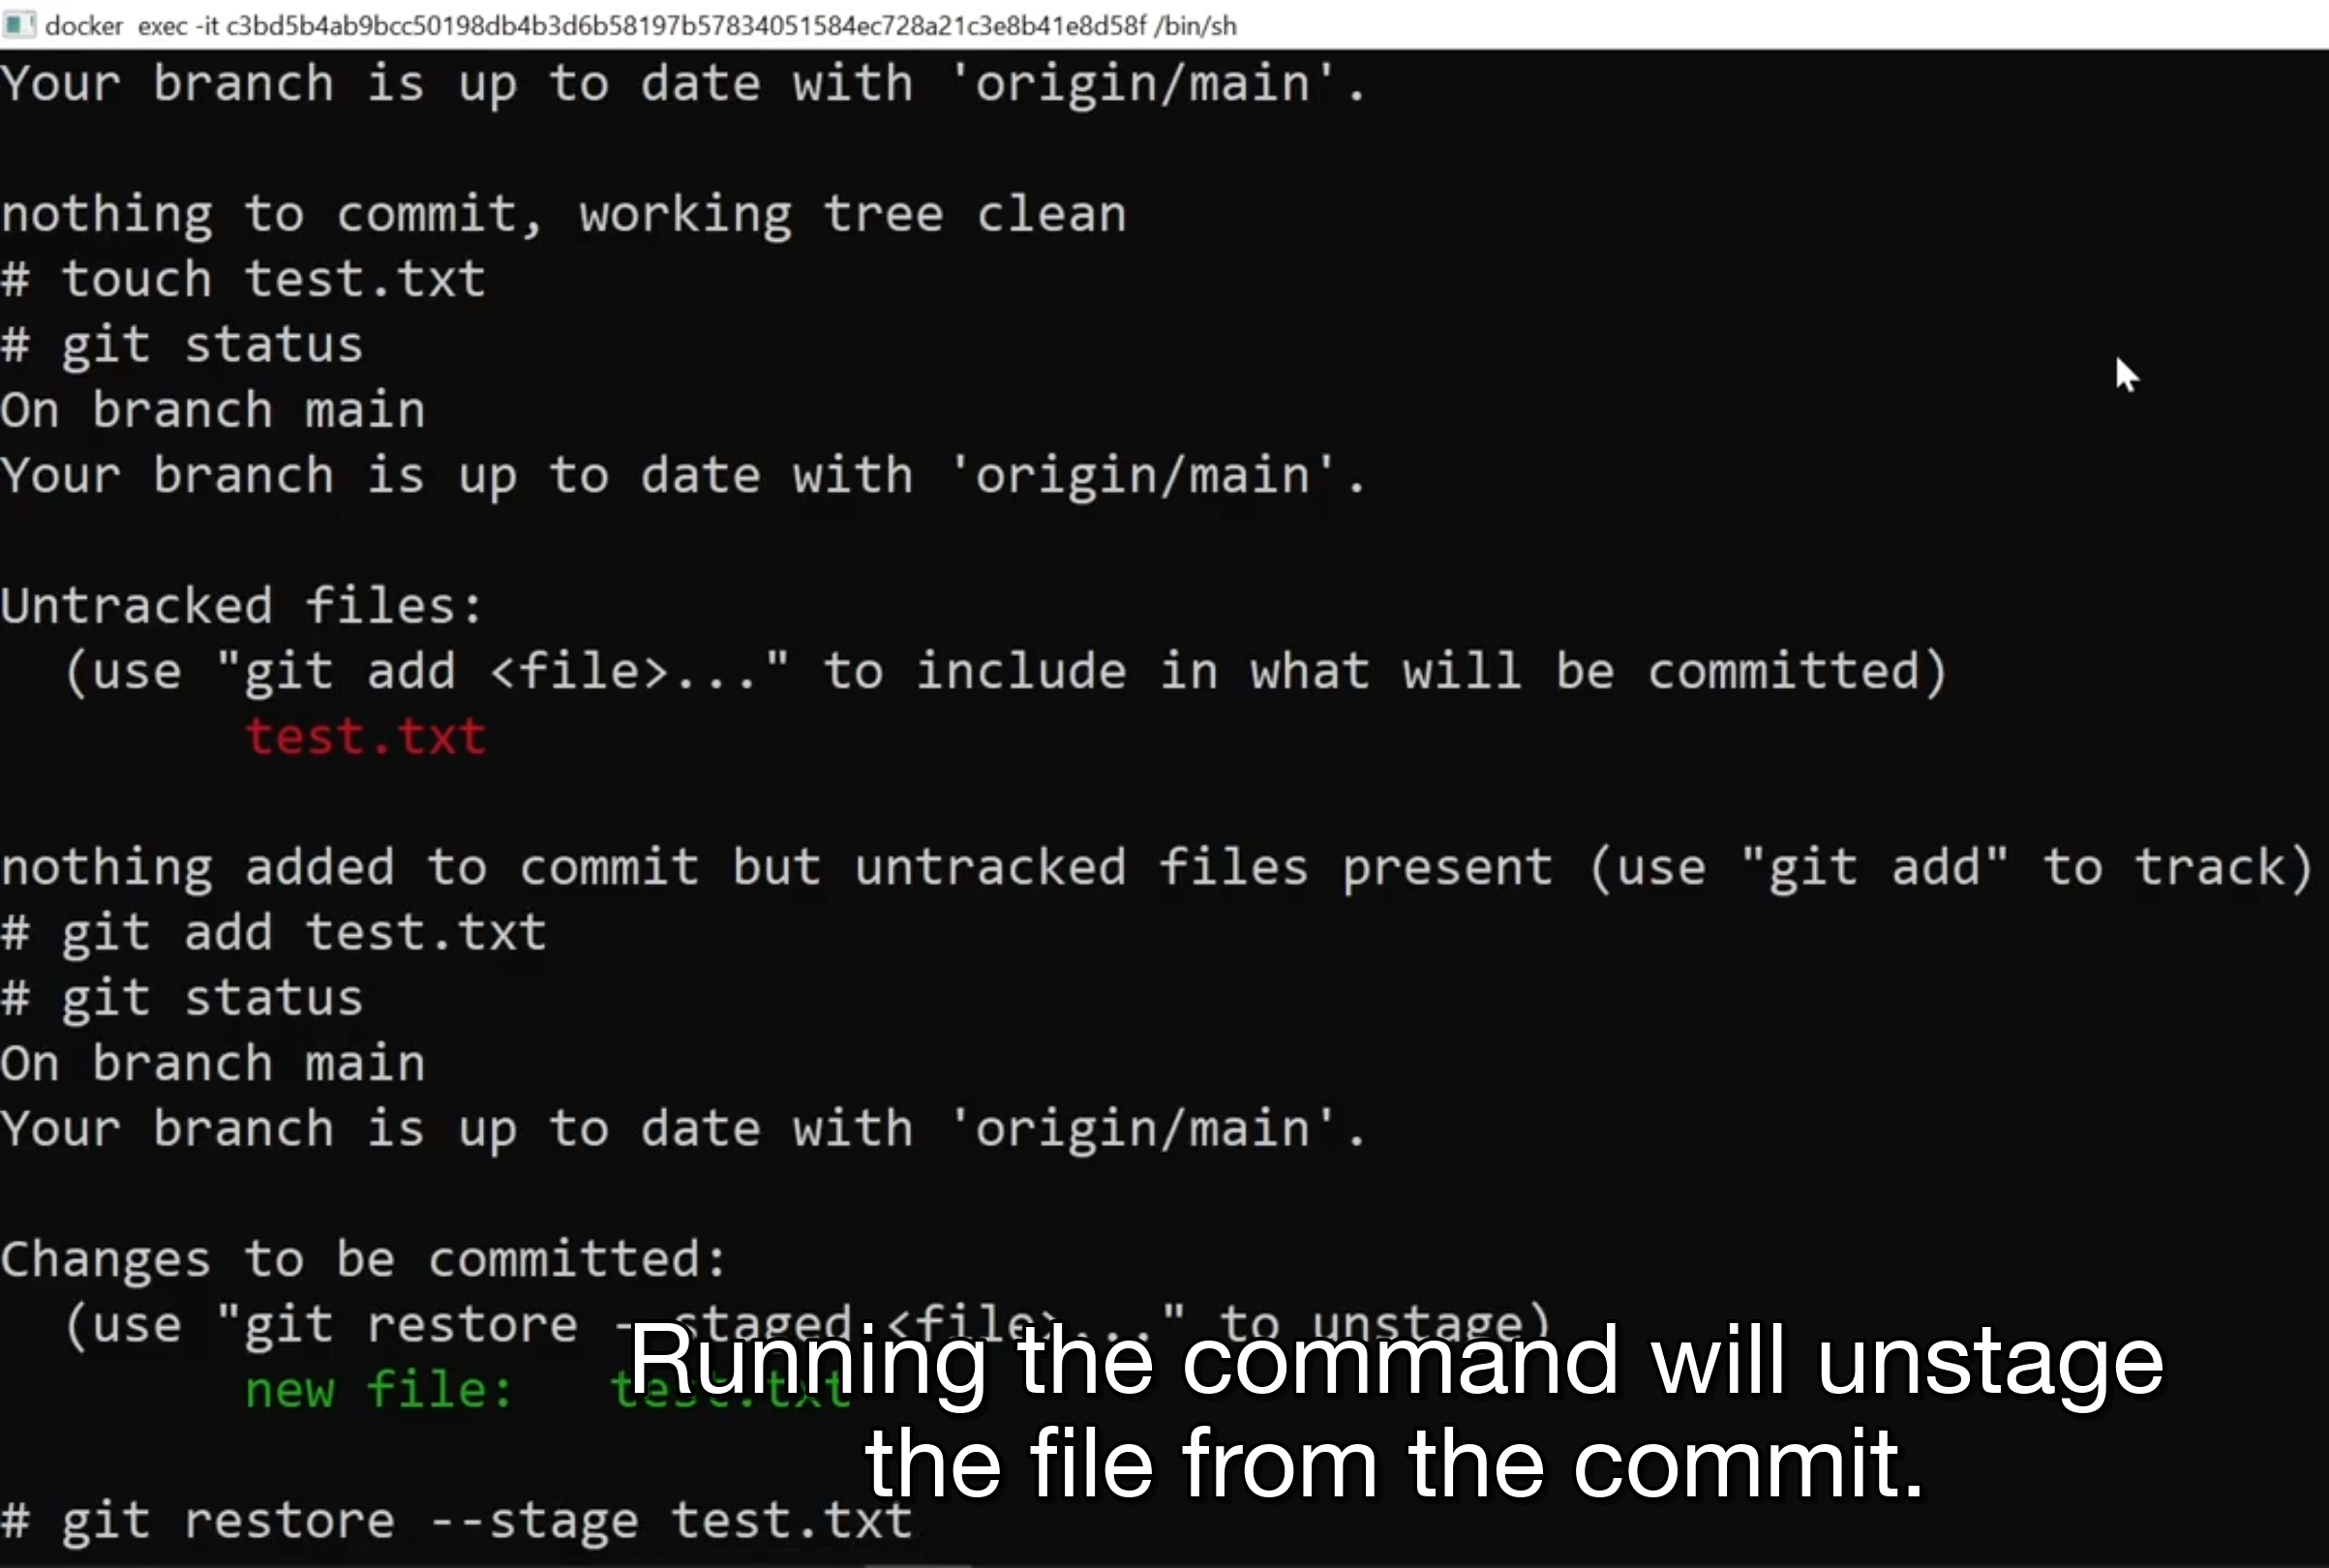 docker  exec -it c3bd5b4ab9bcc50198db4b3d6b58197b57834051584ec728a21c3e8b41e8d58f /bin/sh
Your branch is up to date with 'origin/main'.
nothing to commit, working tree clean
# touch test.txt
# git status
On branch main
Your branch is up to date with 'origin/main'.
Untracked files:
  (use "git add <file>..." to include in what will be committed)
        test.txt
nothing added to commit but untracked files present (use "git add" to track)
# git add test.txt
# git status
On branch main
Your branch is up to date with 'origin/main'.
Changes to be committed:
  (use "git restore --staged <file>..." to unstage)
        new file:   test.txt
Running the command will unstage
the file from the commit.
# git restore --stage test.txt